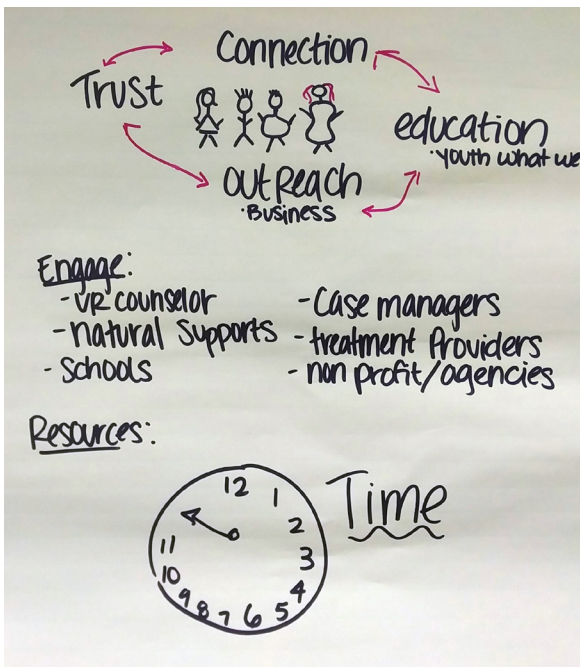 Connection
Trust
education
·youth what we
outReach
·Business
Engage:
-VR counselor
-natural Supports
-Schools
-Case managers
-treatment Providers
-non profit/agencies
Resources:
Time
12
1
2
3
4
5
6
7
8
9
10
11